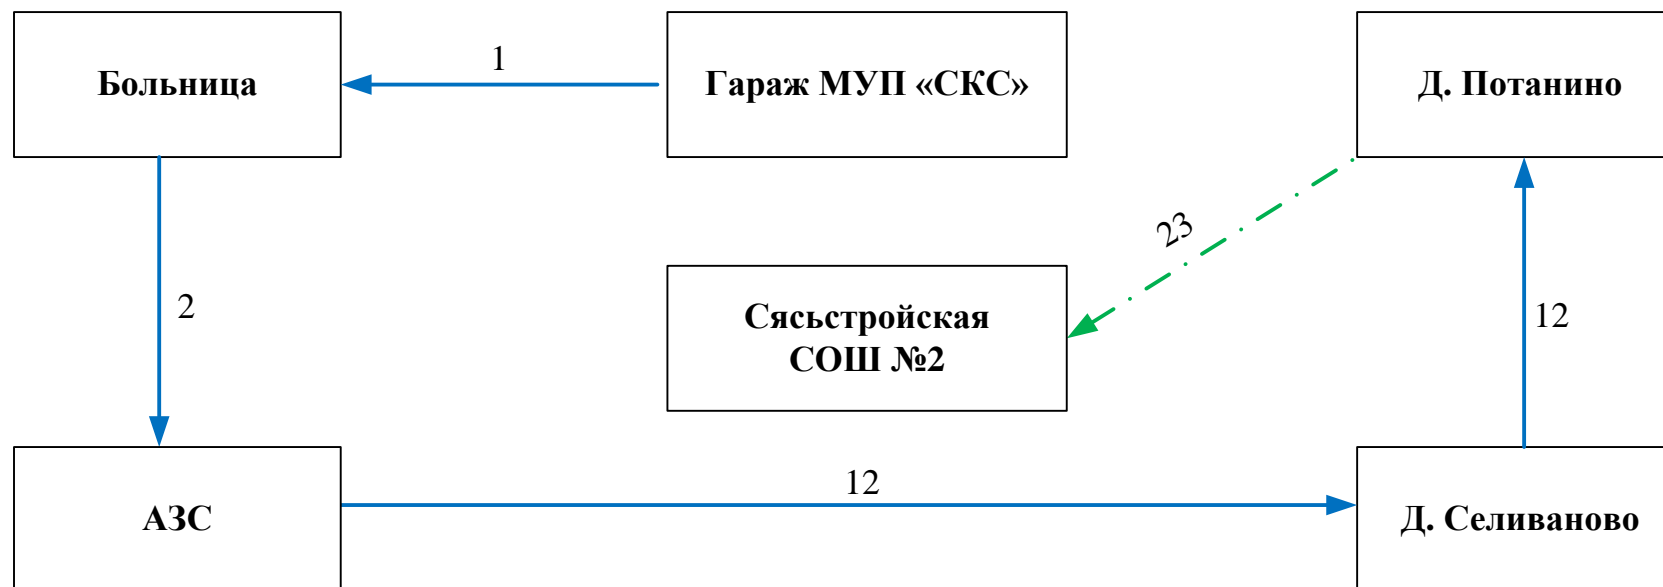 Больница
1
Гараж МУП «СКС»
Д. Потанино
2
23
Сясьстройская
СОШ №2
12
АЗС
12
Д. Селиваново